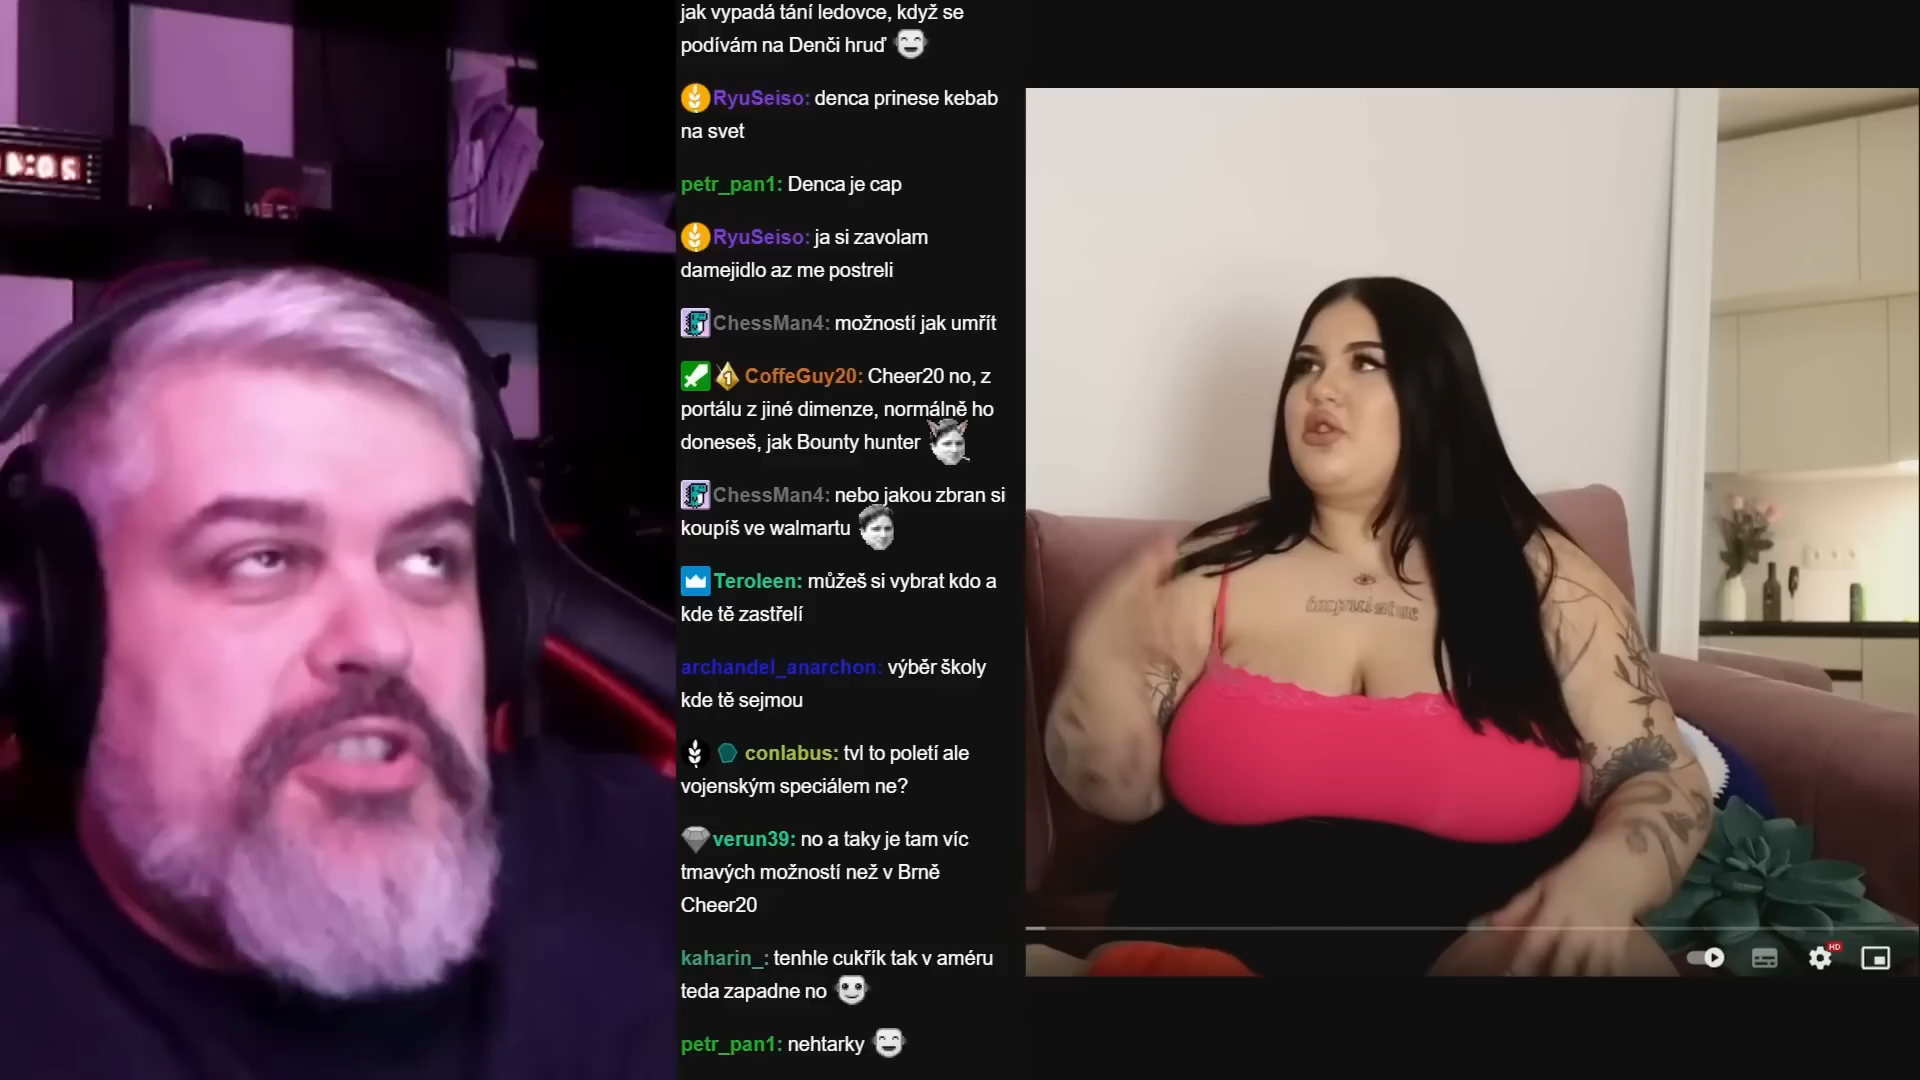 jak vypadá tání ledovce, když se
podívám na Denči hruď
RyuSeiso: denca prinese kebab
na svet
petr_pan1: Denca je cap
RyuSeiso: ja si zavolam
damejidlo az me postreli
ChessMan4: možností jak umřít
1 CoffeGuy20: Cheer20 no, z
portálu z jiné dimenze, normálně ho
doneseš, jak Bounty hunter
ChessMan4: nebo jakou zbran si
koupíš ve walmartu
Teroleen: můžeš si vybrat kdo a
kde tě zastřelí
archandel_anarchon: výběr školy
kde tě sejmou
conlabus: tvl to poletí ale
vojenským speciálem ne?
verun39: no a taky je tam víc
tmavých možností než v Brně
Cheer20
kaharin_: tenhle cukřík tak v améru
teda zapadne no
petr_pan1: nehtarky
impulsive
HD